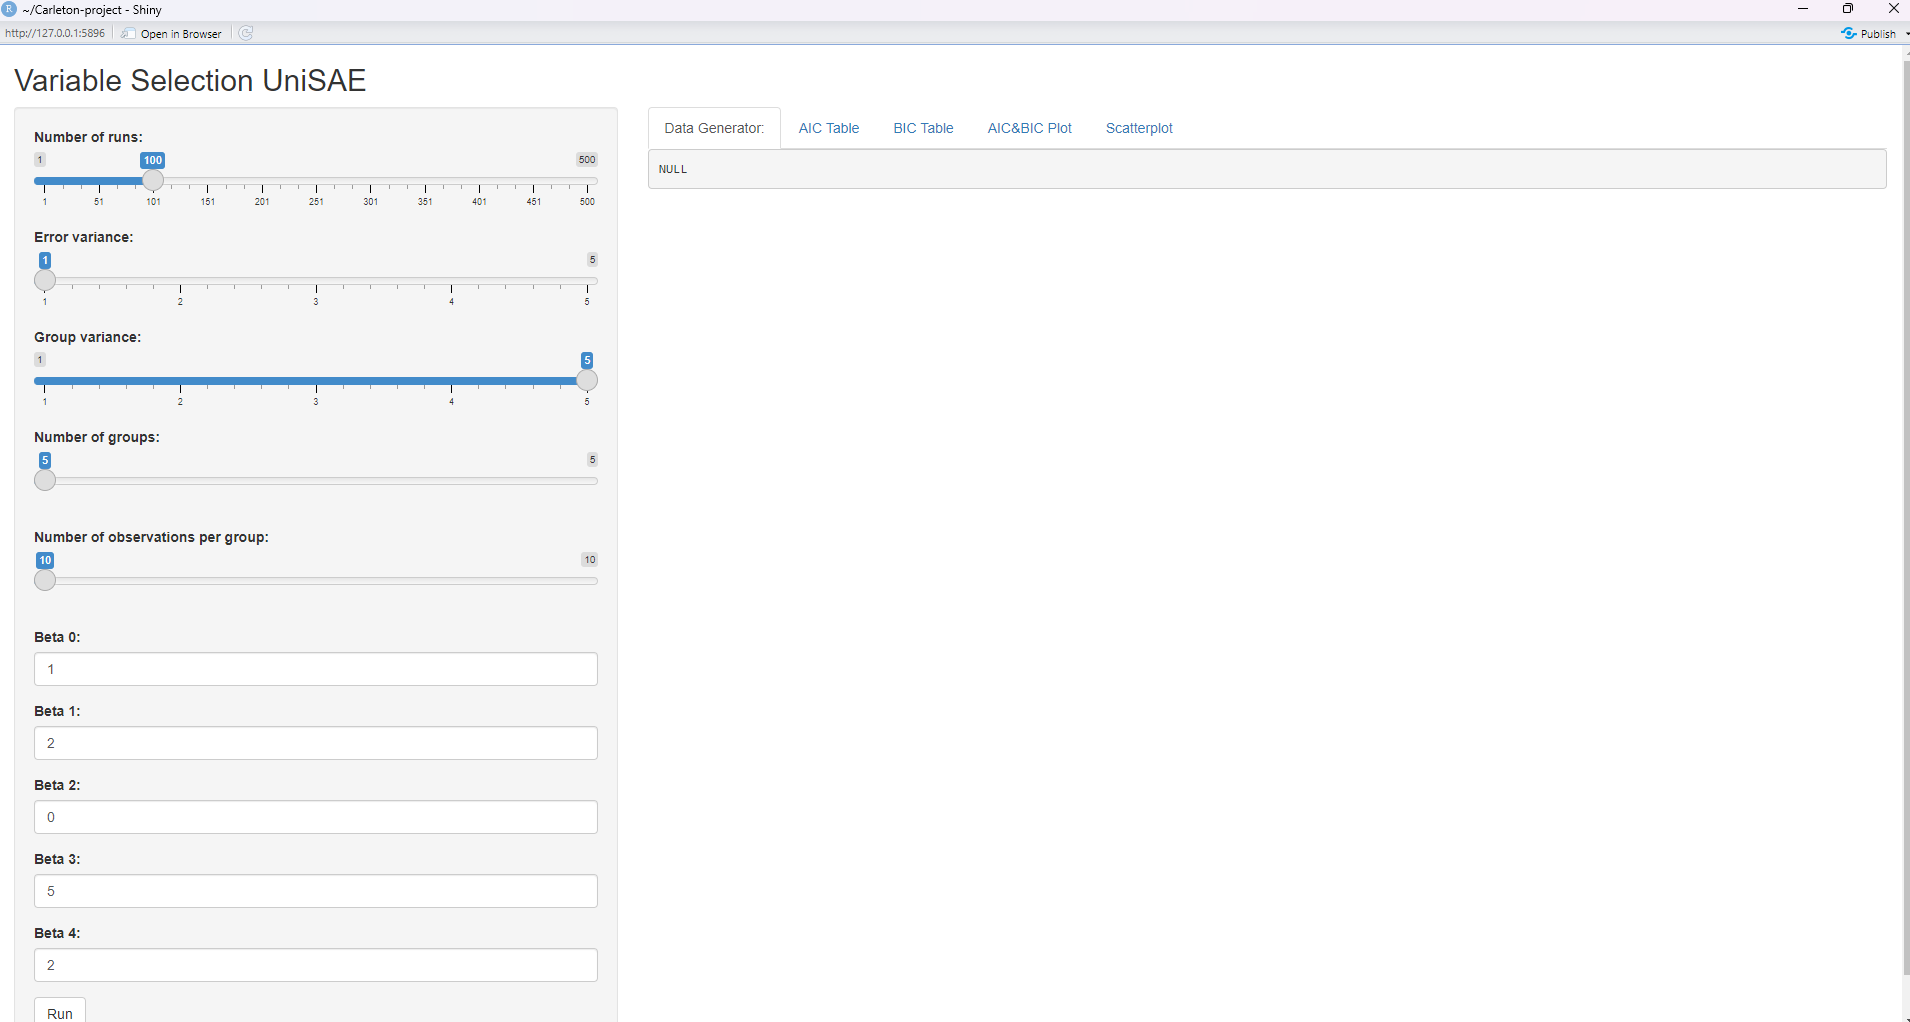 ~/Carleton-project - Shiny
http://127.0.0.1:5896 Open in Browser Publish
Variable Selection UniSAE
Number of runs:
1 100 500
1 51 101 151 201 251 301 351 401 451 500
Error variance:
1 5
1 2 3 4 5
Group variance:
1 5
1 2 3 4 5
Number of groups:
5 5
Number of observations per group:
10 10
Beta 0:
1
Beta 1:
2
Beta 2:
0
Beta 3:
5
Beta 4:
2
Run
Data Generator: AIC Table BIC Table AIC&BIC Plot Scatterplot
NULL